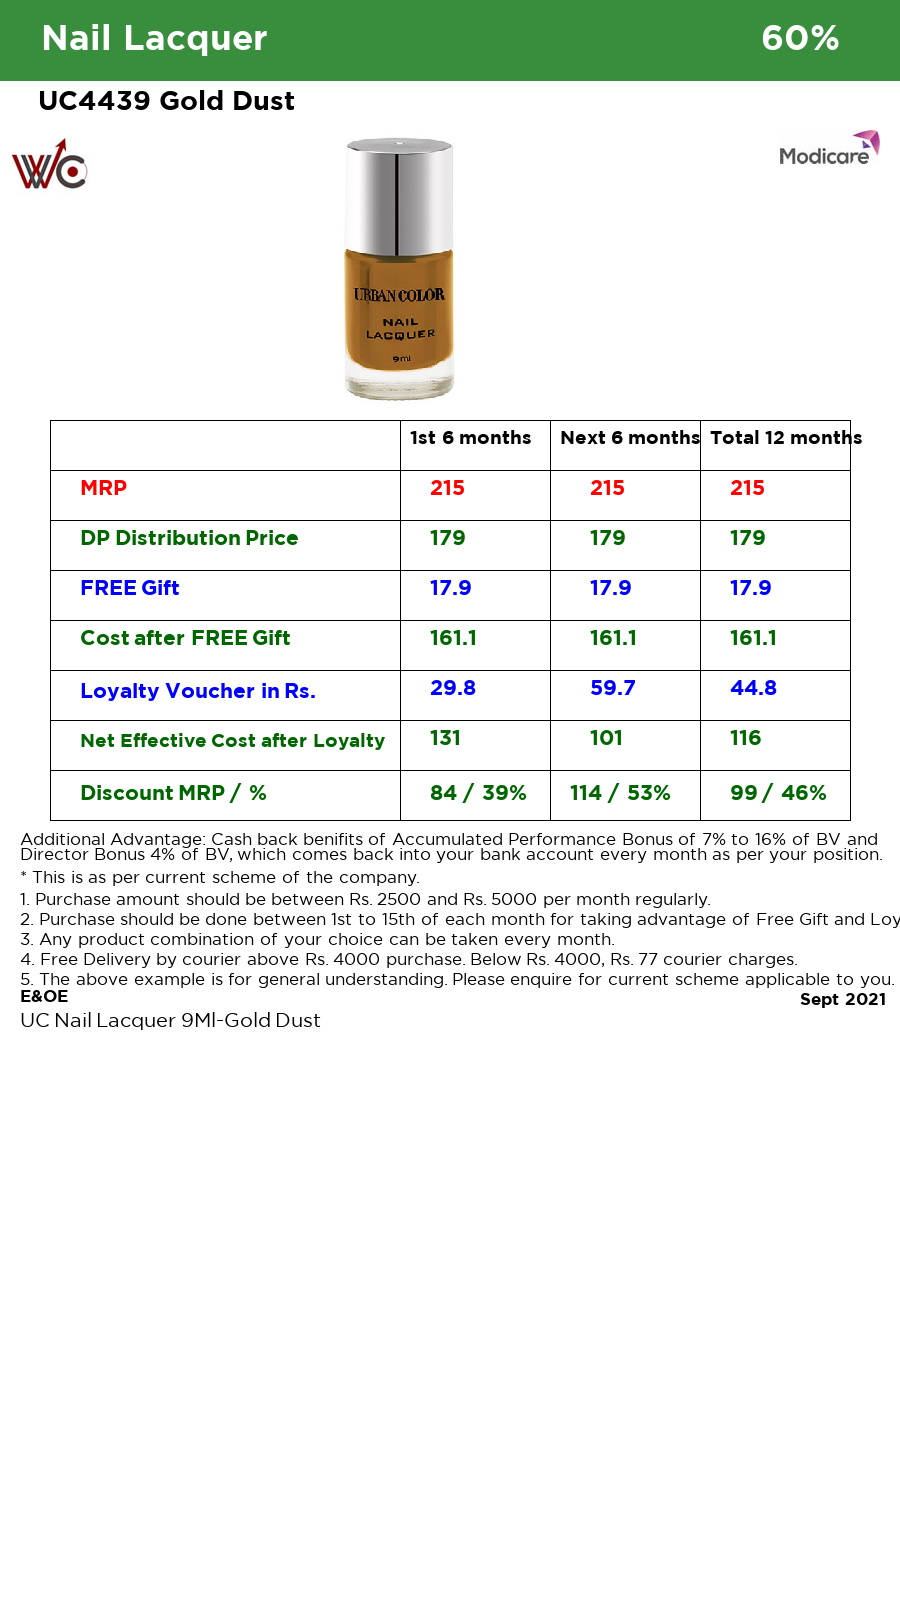 Nail Lacquer 60%
UC4439 Gold Dust
WC
Modicare
URBAN COLOR
NAIL
LACQUER
9ml
1st 6 months Next 6 months Total 12 months
MRP 215 215 215
DP Distribution Price 179 179 179
FREE Gift 17.9 17.9 17.9
Cost after FREE Gift 161.1 161.1 161.1
Loyalty Voucher in Rs. 29.8 59.7 44.8
Net Effective Cost after Loyalty 131 101 116
Discount MRP / % 84 / 39% 114 / 53% 99 / 46%
Additional Advantage: Cash back benifits of Accumulated Performance Bonus of 7% to 16% of BV and
Director Bonus 4% of BV, which comes back into your bank account every month as per your position.
* This is as per current scheme of the company.
1. Purchase amount should be between Rs. 2500 and Rs. 5000 per month regularly.
2. Purchase should be done between 1st to 15th of each month for taking advantage of Free Gift and Loy
3. Any product combination of your choice can be taken every month.
4. Free Delivery by courier above Rs. 4000 purchase. Below Rs. 4000, Rs. 77 courier charges.
5. The above example is for general understanding. Please enquire for current scheme applicable to you.
E&OE
Sept 2021
UC Nail Lacquer 9Ml-Gold Dust